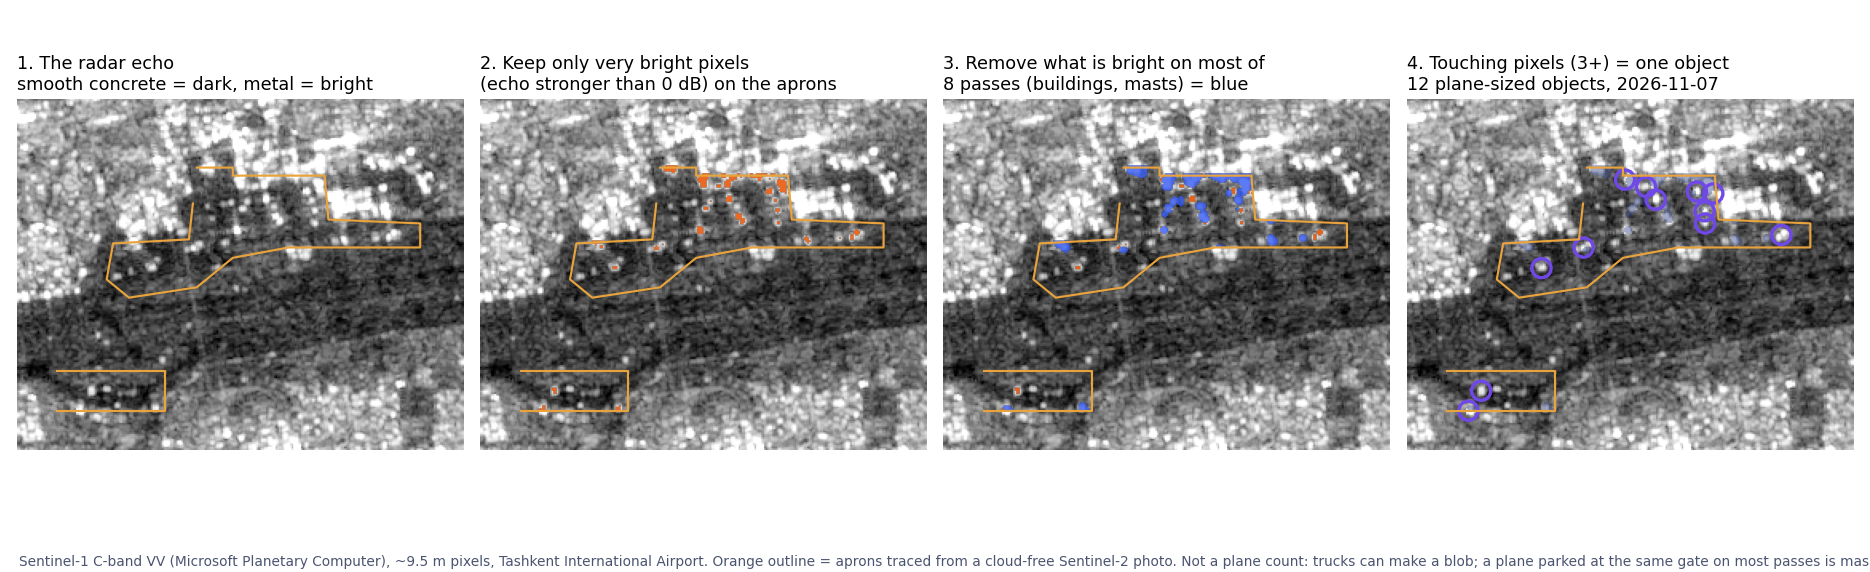 1. The radar echo
smooth concrete = dark, metal = bright
2. Keep only very bright pixels
(echo stronger than 0 dB) on the aprons
3. Remove what is bright on most of
8 passes (buildings, masts) = blue
4. Touching pixels (3+) = one object
12 plane-sized objects, 2026-11-07
Sentinel-1 C-band VV (Microsoft Planetary Computer), ~9.5 m pixels, Tashkent International Airport. Orange outline = aprons traced from a cloud-free Sentinel-2 photo. Not a plane count: trucks can make a blob; a plane parked at the same gate on most passes is